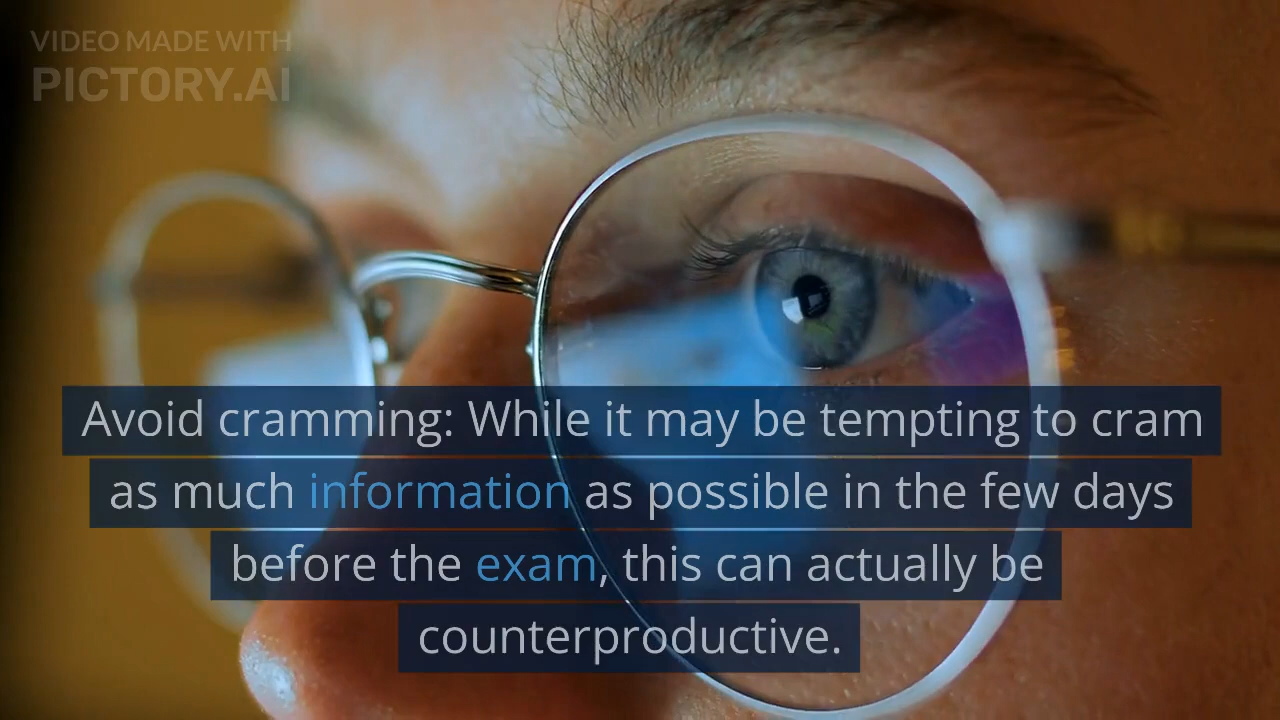 VIDEO MADE WITH
PICTORY.AI
Avoid cramming: While it may be tempting to cram
as much information as possible in the few days
before the exam, this can actually be
counterproductive.